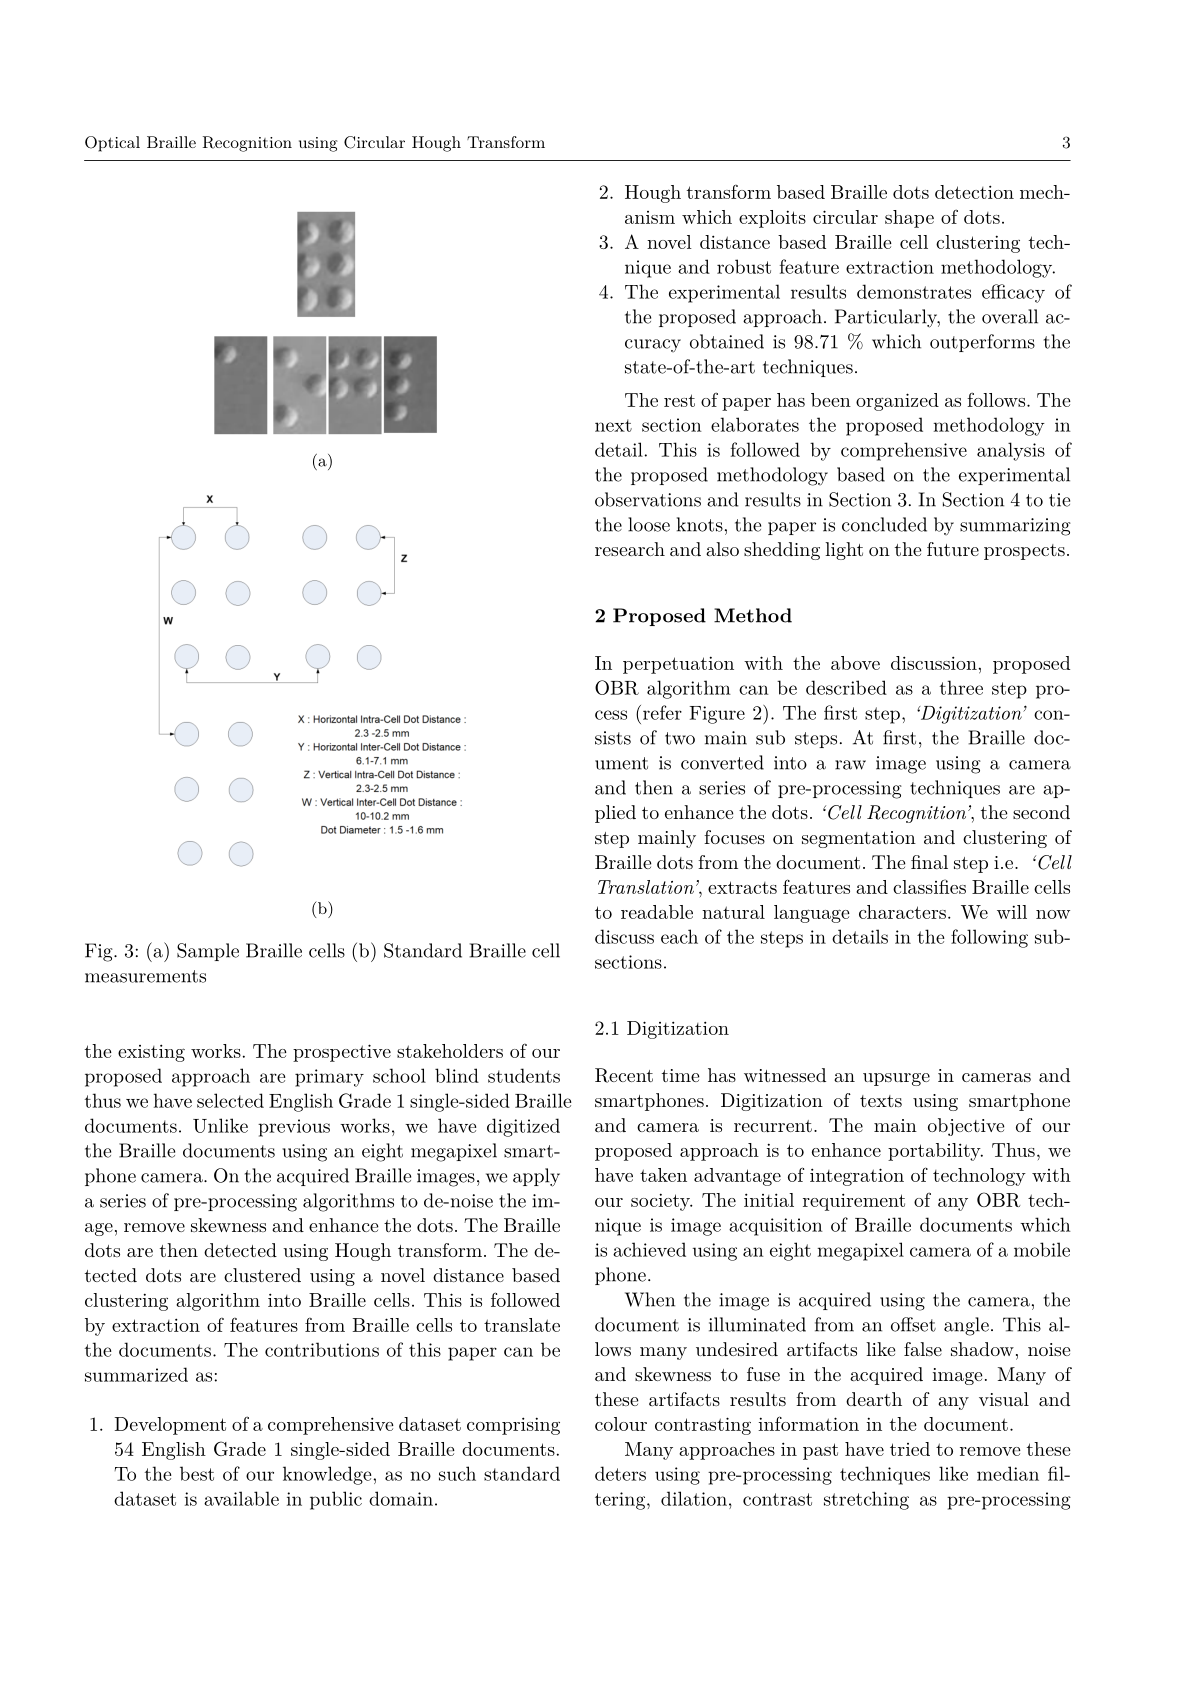 Optical Braille Recognition using Circular Hough Transform 3
(a)
X
Z
W
Y
X : Horizontal Intra-Cell Dot Distance :
2.3 -2.5 mm
Y : Horizontal Inter-Cell Dot Distance :
6.1-7.1 mm
Z : Vertical Intra-Cell Dot Distance :
2.3-2.5 mm
W : Vertical Inter-Cell Dot Distance :
10-10.2 mm
Dot Diameter : 1.5 -1.6 mm
(b)
Fig. 3: (a) Sample Braille cells (b) Standard Braille cell
measurements
the existing works. The prospective stakeholders of our
proposed approach are primary school blind students
thus we have selected English Grade 1 single-sided Braille
documents. Unlike previous works, we have digitized
the Braille documents using an eight megapixel smart-
phone camera. On the acquired Braille images, we apply
a series of pre-processing algorithms to de-noise the im-
age, remove skewness and enhance the dots. The Braille
dots are then detected using Hough transform. The de-
tected dots are clustered using a novel distance based
clustering algorithm into Braille cells. This is followed
by extraction of features from Braille cells to translate
the documents. The contributions of this paper can be
summarized as:
1. Development of a comprehensive dataset comprising
54 English Grade 1 single-sided Braille documents.
To the best of our knowledge, as no such standard
dataset is available in public domain.
2. Hough transform based Braille dots detection mech-
anism which exploits circular shape of dots.
3. A novel distance based Braille cell clustering tech-
nique and robust feature extraction methodology.
4. The experimental results demonstrates efficacy of
the proposed approach. Particularly, the overall ac-
curacy obtained is 98.71 % which outperforms the
state-of-the-art techniques.
The rest of paper has been organized as follows. The
next section elaborates the proposed methodology in
detail. This is followed by comprehensive analysis of
the proposed methodology based on the experimental
observations and results in Section 3. In Section 4 to tie
the loose knots, the paper is concluded by summarizing
research and also shedding light on the future prospects.
2 Proposed Method
In perpetuation with the above discussion, proposed
OBR algorithm can be described as a three step pro-
cess (refer Figure 2). The first step, ‘Digitization’ con-
sists of two main sub steps. At first, the Braille doc-
ument is converted into a raw image using a camera
and then a series of pre-processing techniques are ap-
plied to enhance the dots. ‘Cell Recognition’, the second
step mainly focuses on segmentation and clustering of
Braille dots from the document. The final step i.e. ‘Cell
Translation’, extracts features and classifies Braille cells
to readable natural language characters. We will now
discuss each of the steps in details in the following sub-
sections.
2.1 Digitization
Recent time has witnessed an upsurge in cameras and
smartphones. Digitization of texts using smartphone
and camera is recurrent. The main objective of our
proposed approach is to enhance portability. Thus, we
have taken advantage of integration of technology with
our society. The initial requirement of any OBR tech-
nique is image acquisition of Braille documents which
is achieved using an eight megapixel camera of a mobile
phone.
When the image is acquired using the camera, the
document is illuminated from an offset angle. This al-
lows many undesired artifacts like false shadow, noise
and skewness to fuse in the acquired image. Many of
these artifacts results from dearth of any visual and
colour contrasting information in the document.
Many approaches in past have tried to remove these
deters using pre-processing techniques like median fil-
tering, dilation, contrast stretching as pre-processing